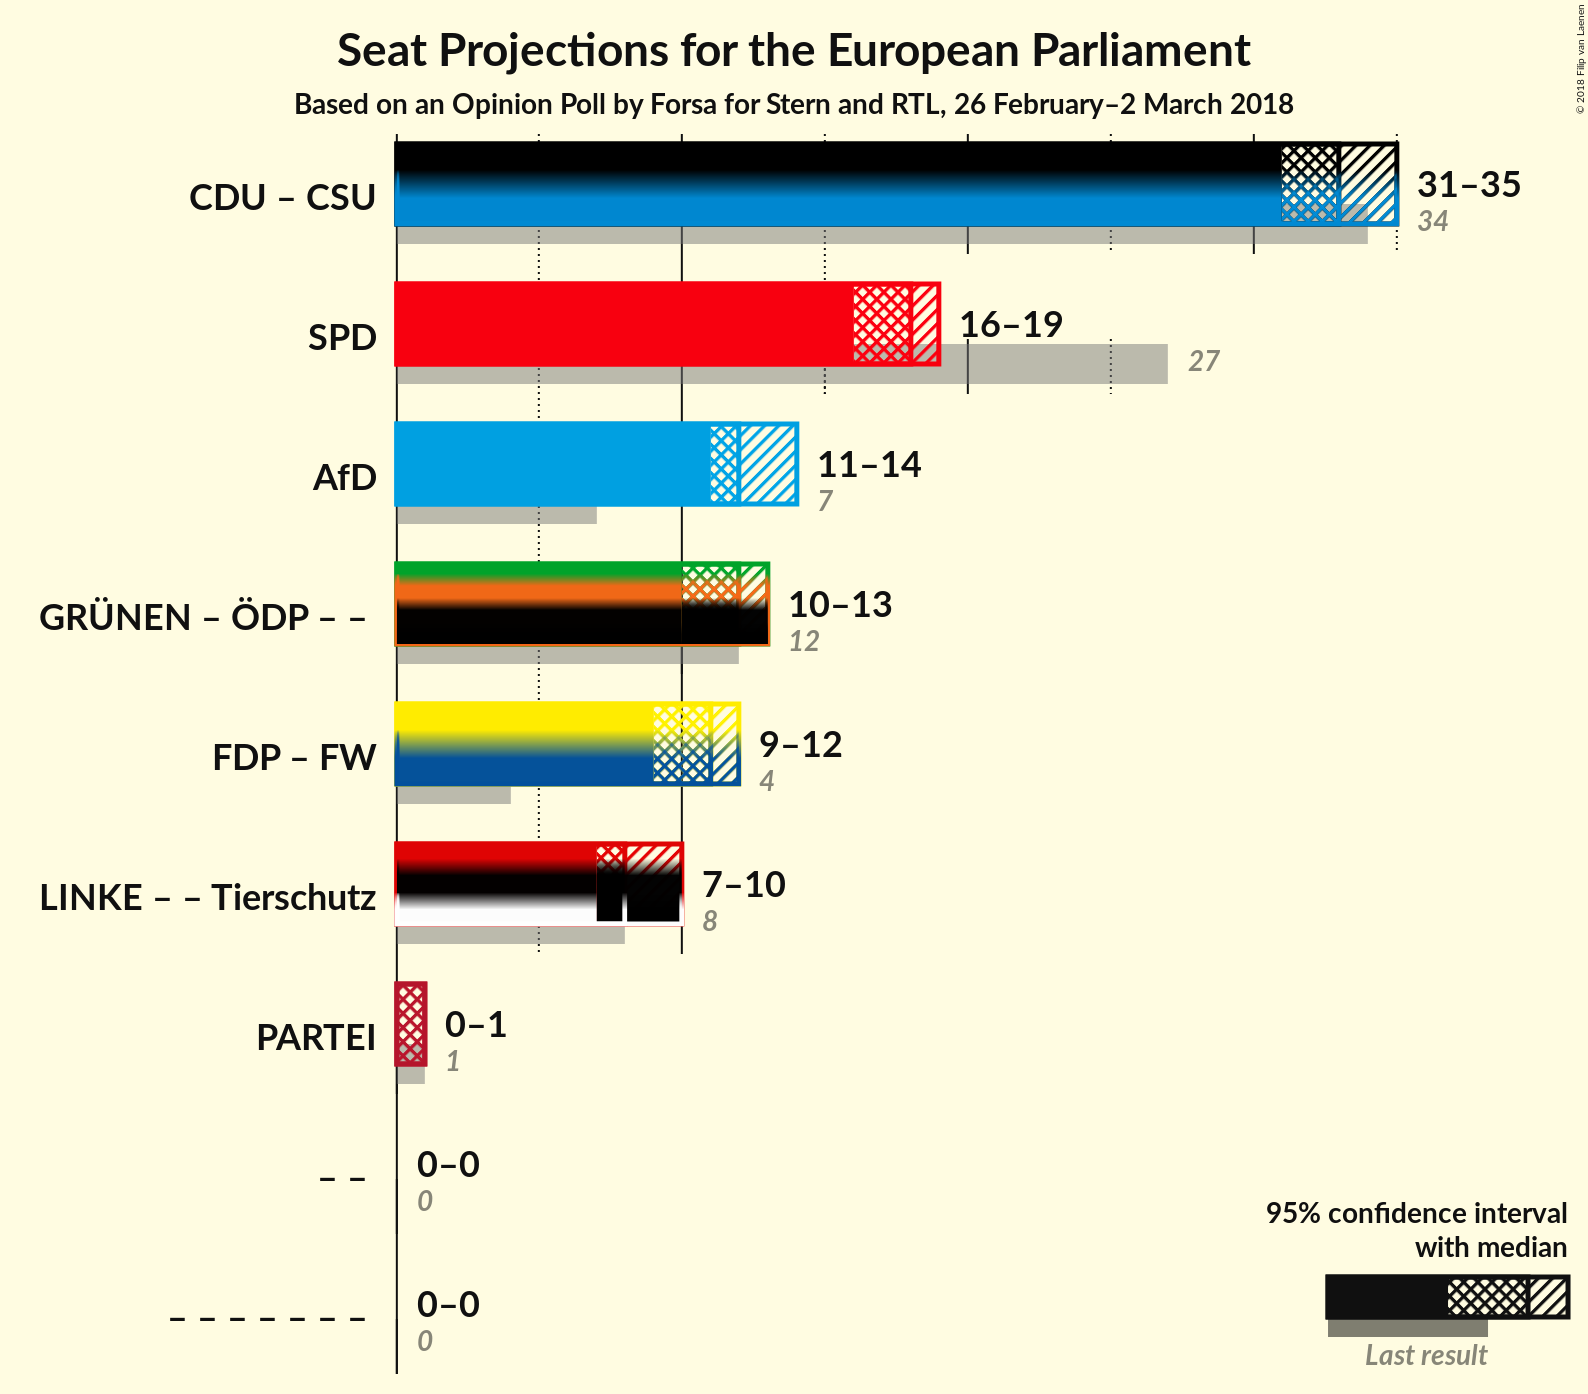 Seat Projections for the European Parliament
Based on an Opinion Poll by Forsa for Stern and RTL, 26 February–2 March 2018
© 2018 Filip van Laenen
CDU – CSU
31–35
34
SPD
16–19
27
AfD
11–14
7
GRÜNEN – ÖDP – –
10–13
12
FDP – FW
9–12
4
LINKE – – Tierschutz
7–10
8
PARTEI
0–1
1
– –
0–0
0
– – – – – – –
0–0
0
95% confidence interval
with median
Last result